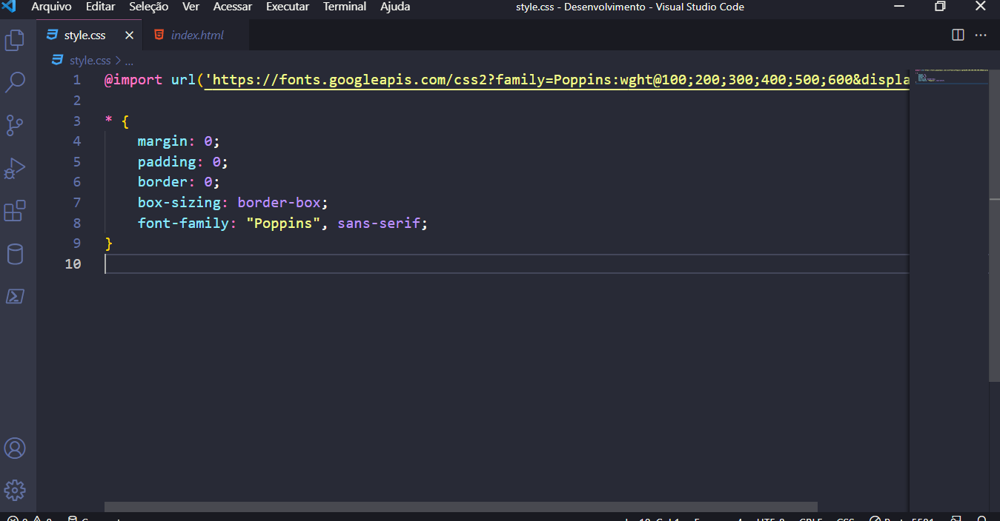 Arquivo Editar Seleção Ver Acessar Executar Terminal Ajuda style.css - Desenvolvimento - Visual Studio Code
style.css index.html
style.css > ...
1 @import url('https://fonts.googleapis.com/css2?family=Poppins:wght@100;200;300;400;500;600&displa
2
3 * {
4 margin: 0;
5 padding: 0;
6 border: 0;
7 box-sizing: border-box;
8 font-family: "Poppins", sans-serif;
9 }
10